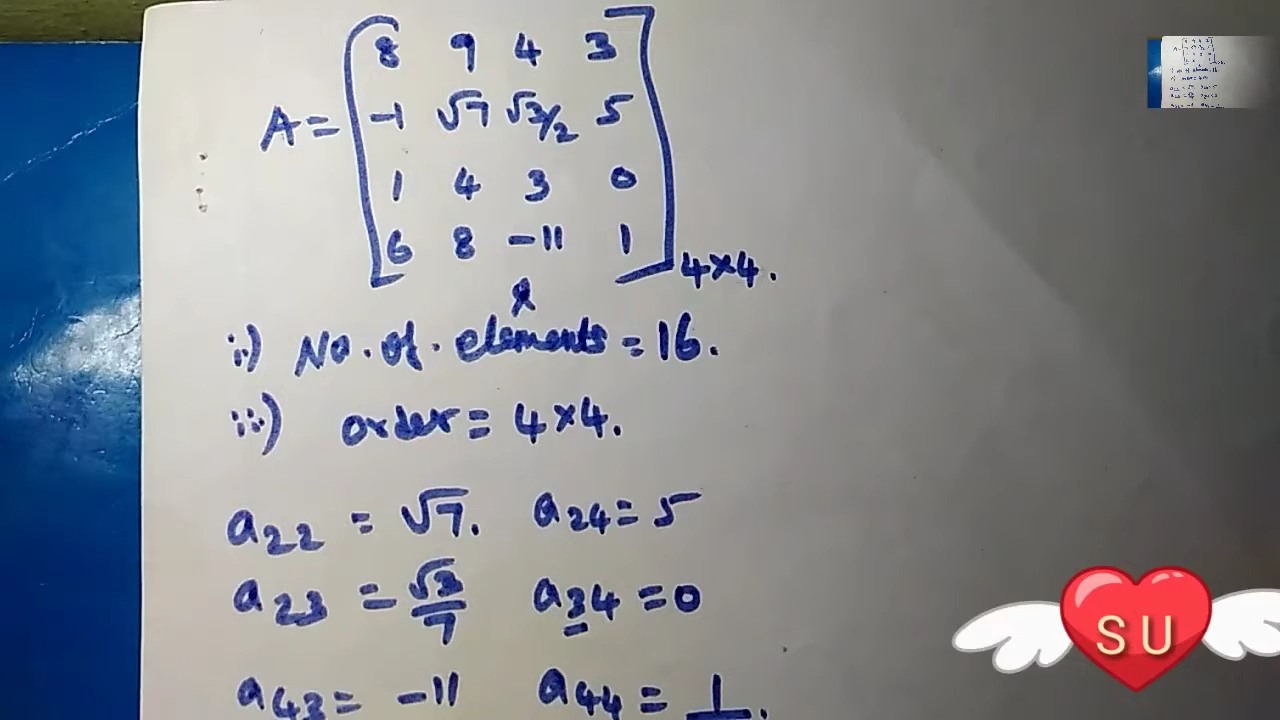 8 9 4 3
A = -1 √7 √3/2 5
1 4 3 0
6 8 -11 1
4×4.
ii) No. of. elements = 16.
iii) order = 4×4.
a22 = √7. a24 = 5
a23 = √3/7 a34 = 0
a43 = -11 a44 = 1.
SU